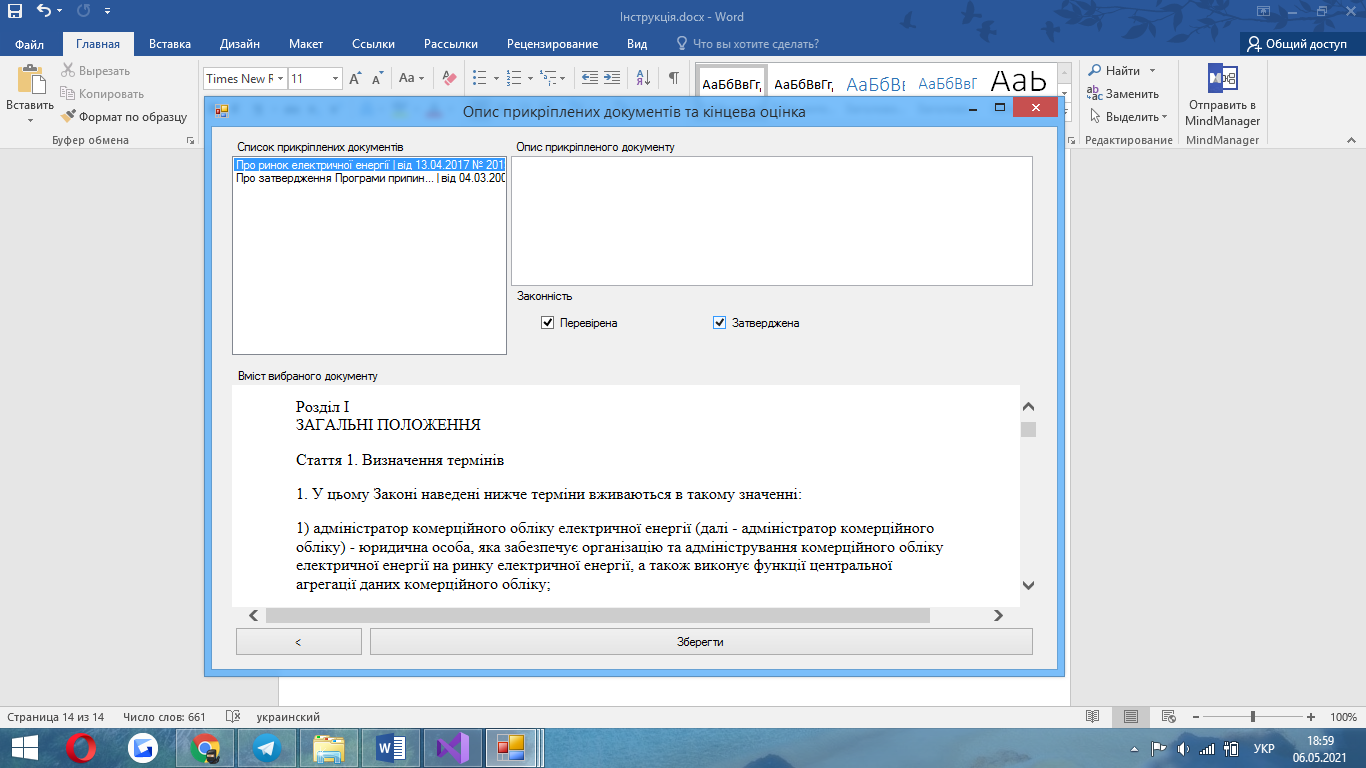 Інструкція.docx - Word
Файл Главная Вставка Дизайн Макет Ссылки Рассылки Рецензирование Вид Что вы хотите сделать? Общий доступ
Вставить
Вырезать
Копировать
Формат по образцу
Буфер обмена
Times New R 11
Aa
АаБбВвГг, АаБбВвГг, АаБбВв АаБбВвГ АаЬ
Найти
Заменить
Выделить
Редактирование
Отправить в
MindManager
MindManager
Опис прикріплених документів та кінцева оцінка
Список прикріплених документів
Про ринок електричної енергії | від 13.04.2017 № 201
Про затвердження Програми припин... | від 04.03.200
Опис прикріпленого документу
Законність
Перевірена Затверджена
Вміст вибраного документу
Розділ I
ЗАГАЛЬНІ ПОЛОЖЕННЯ
Стаття 1. Визначення термінів
1. У цьому Законі наведені нижче терміни вживаються в такому значенні:
1) адміністратор комерційного обліку електричної енергії (далі - адміністратор комерційного
обліку) - юридична особа, яка забезпечує організацію та адміністрування комерційного обліку
електричної енергії на ринку електричної енергії, а також виконує функції центральної
агрегації даних комерційного обліку;
< Зберегти
Страница 14 из 14 Число слов: 661 украинский 100%
УКР
18:59
06.05.2021